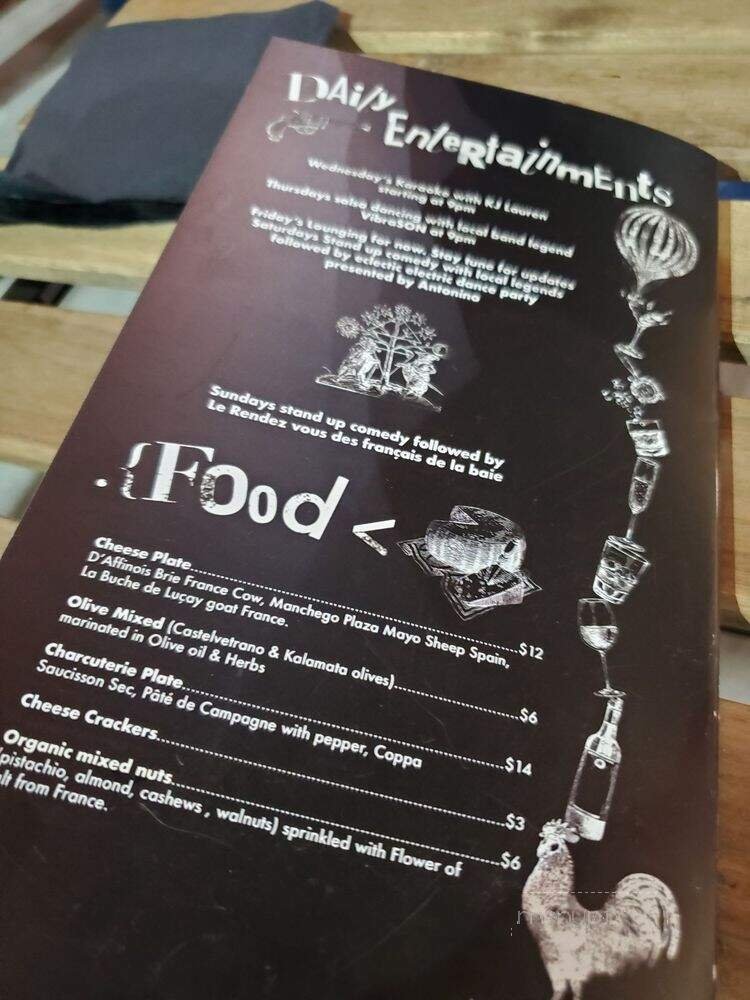 Daily
Entertainments
Wednesday's Karaoke with KJ Lauren
starting at 9pm
Thursdays salsa dancing with local band legend
VibraSON at 9pm
Friday's Lounging for now. Stay tune for updates
Saturdays Stand up comedy with local legends
followed by eclectic electric dance party
presented by Antonino
Sundays stand up comedy followed by
Le Rendez vous des français de la baie
.{Food <
Cheese Plate...$12
D'Affinois Brie France Cow, Manchego Plaza Mayo Sheep Spain,
La Buche de Luçay goat France.
Olive Mixed (Castelvetrano & Kalamata olives)...$6
marinated in Olive oil & Herbs
Charcuterie Plate...$14
Saucisson Sec, Pâté de Campagne with pepper, Coppa
Cheese Crackers...$3
Organic mixed nuts...$6
(pistachio, almond, cashews , walnuts) sprinkled with Flower of
from France.